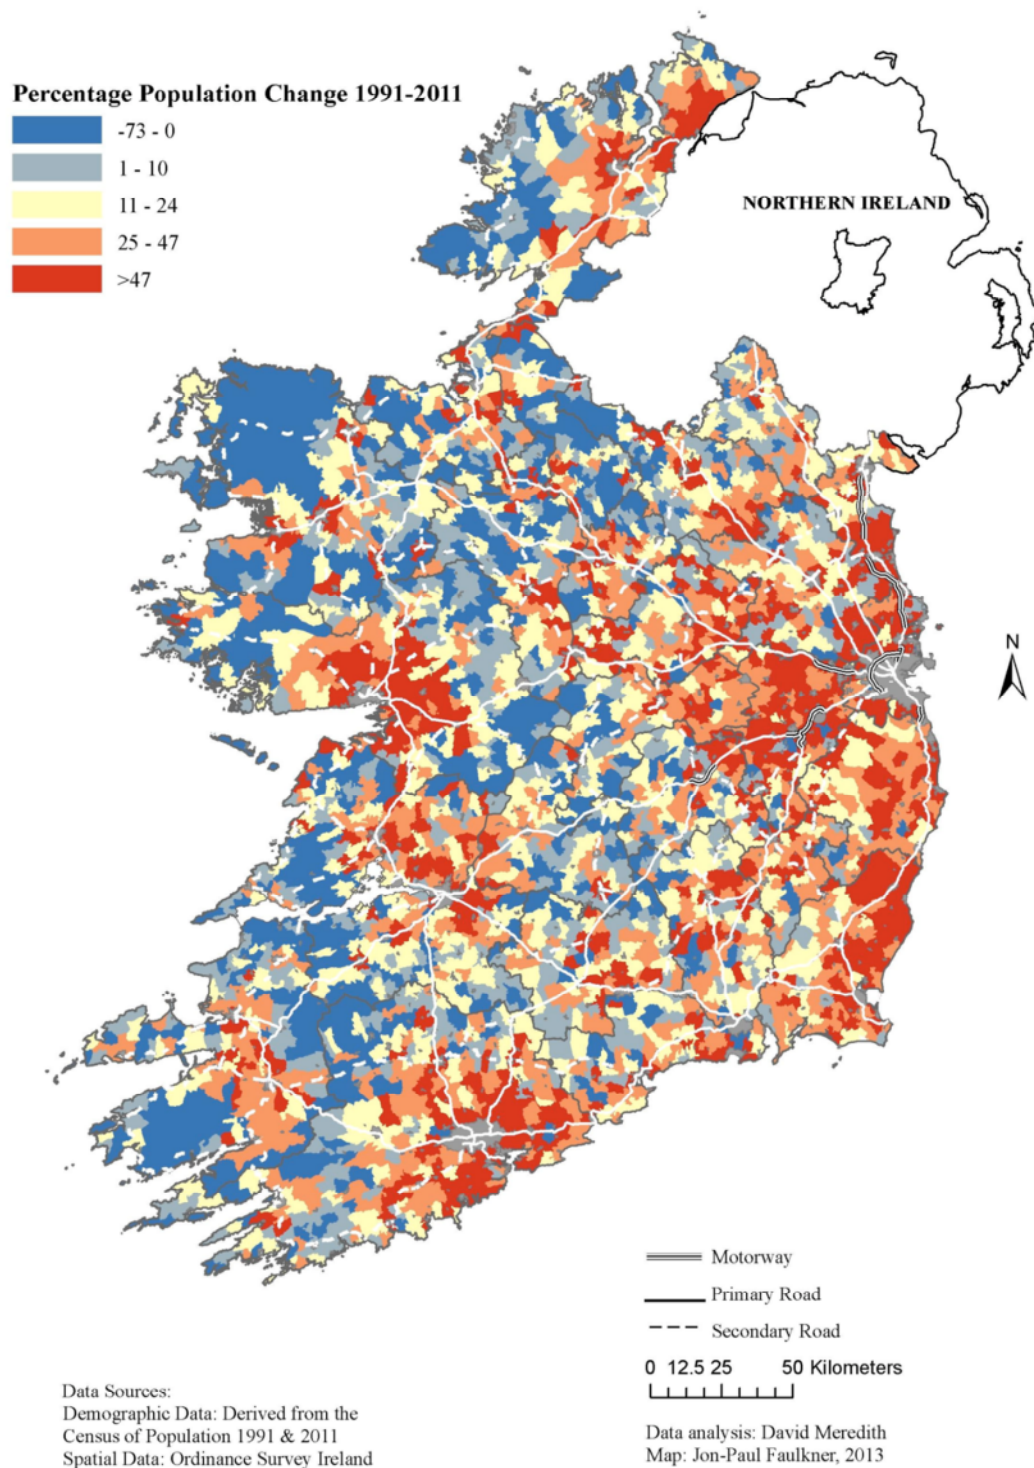 Percentage Population Change 1991-2011
-73 - 0
1 - 10
11 - 24
25 - 47
>47
NORTHERN IRELAND
N
Motorway
Primary Road
Secondary Road
0 12.5 25 50 Kilometers
Data Sources:
Demographic Data: Derived from the
Census of Population 1991 & 2011
Spatial Data: Ordinance Survey Ireland
Data analysis: David Meredith
Map: Jon-Paul Faulkner, 2013